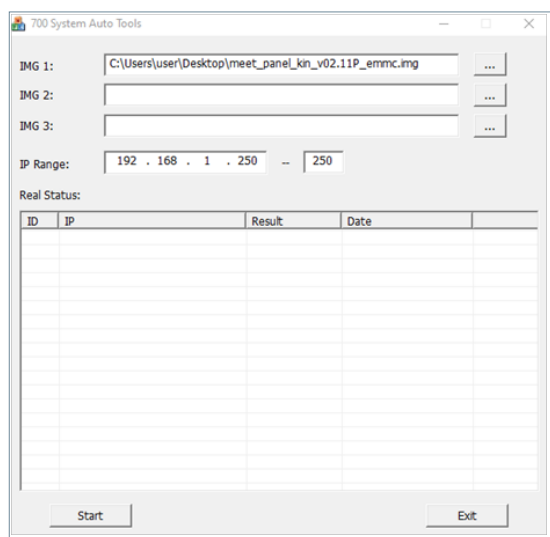 700 System Auto Tools
IMG 1: C:\Users\user\Desktop\meet_panel_kin_v02.11P_emmc.img ...
IMG 2: ...
IMG 3: ...
IP Range: 192 . 168 . 1 . 250 -- 250
Real Status:
ID IP Result Date
Start Exit